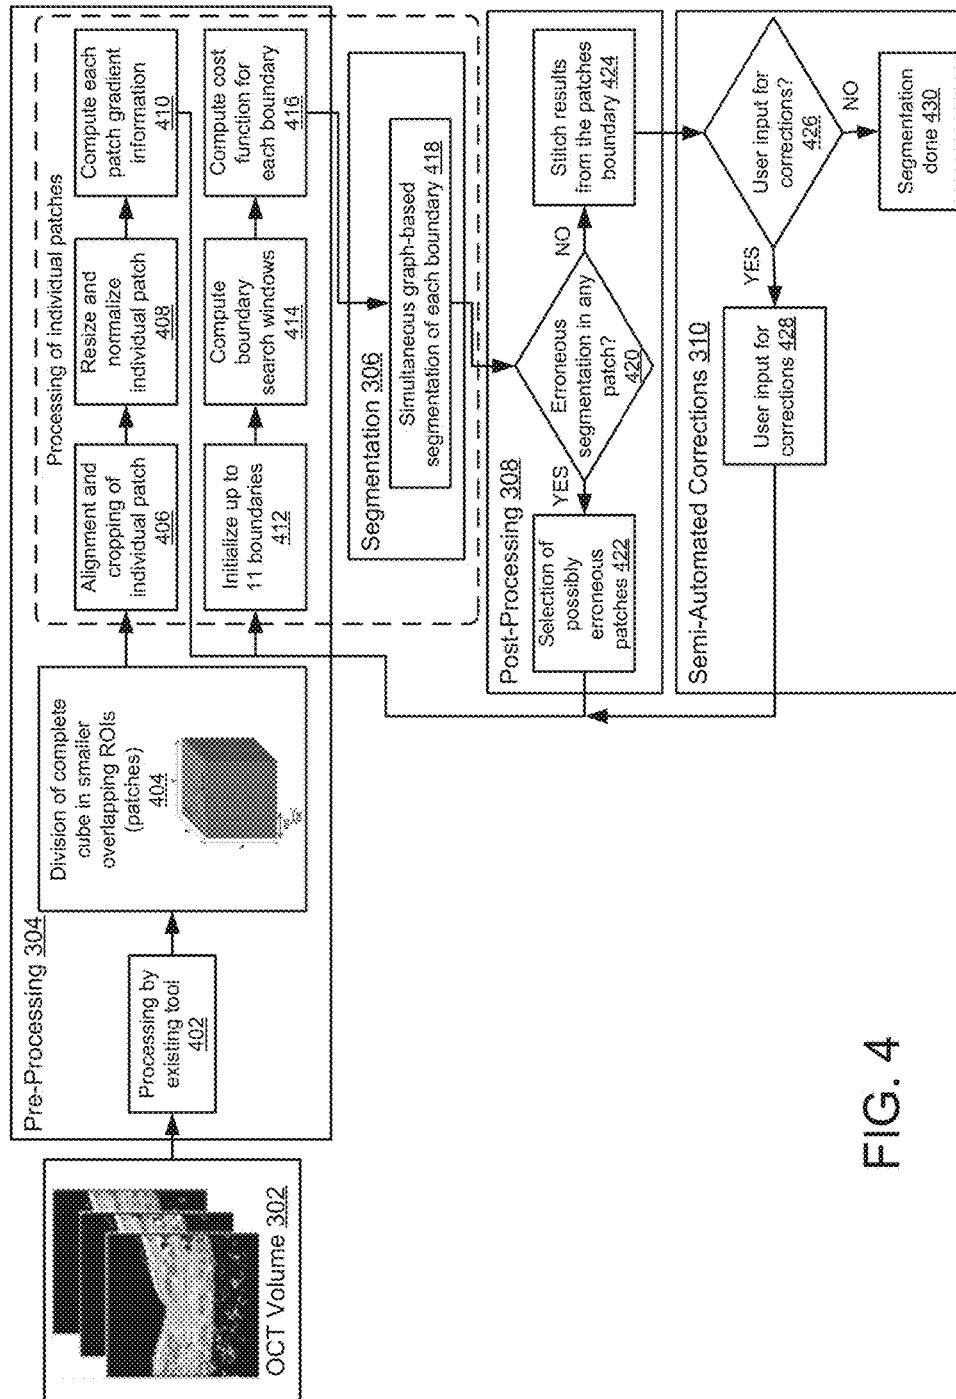 OCT Volume 302
Pre-Processing 304
Processing by
existing tool
402
Division of complete
cube in smaller
overlapping ROIs
(patches)
404
Processing of individual patches
Alignment and
cropping of
individual patch
406
Resize and
normalize
individual patch
408
Compute each
patch gradient
information
410
Initialize up to
11 boundaries
412
Compute
boundary
search windows
414
Compute cost
function for
each boundary
416
Segmentation 306
Simultaneous graph-based
segmentation of each boundary 418
Post-Processing 308
Selection of
possibly
erroneous
patches 422
YES
Erroneous
segmentation in any
patch?
420
NO
Stitch results
from the patches
boundary 424
Semi-Automated Corrections 310
User input for
corrections 428
YES
User input for
corrections?
426
NO
Segmentation
done 430
FIG. 4